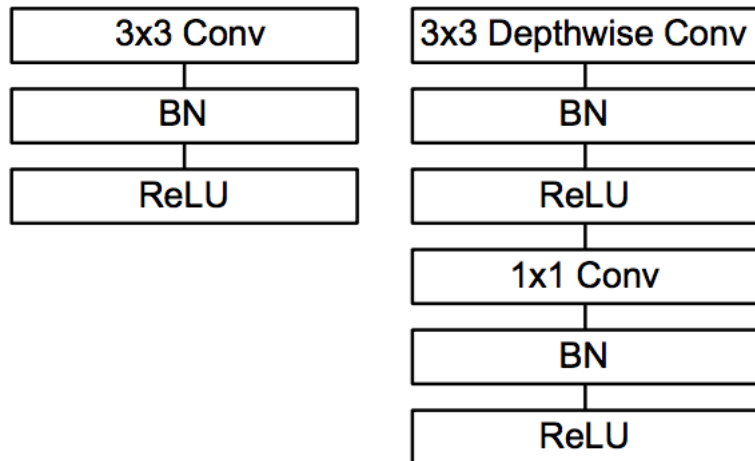 3x3 Conv
BN
ReLU
3x3 Depthwise Conv
BN
ReLU
1x1 Conv
BN
ReLU